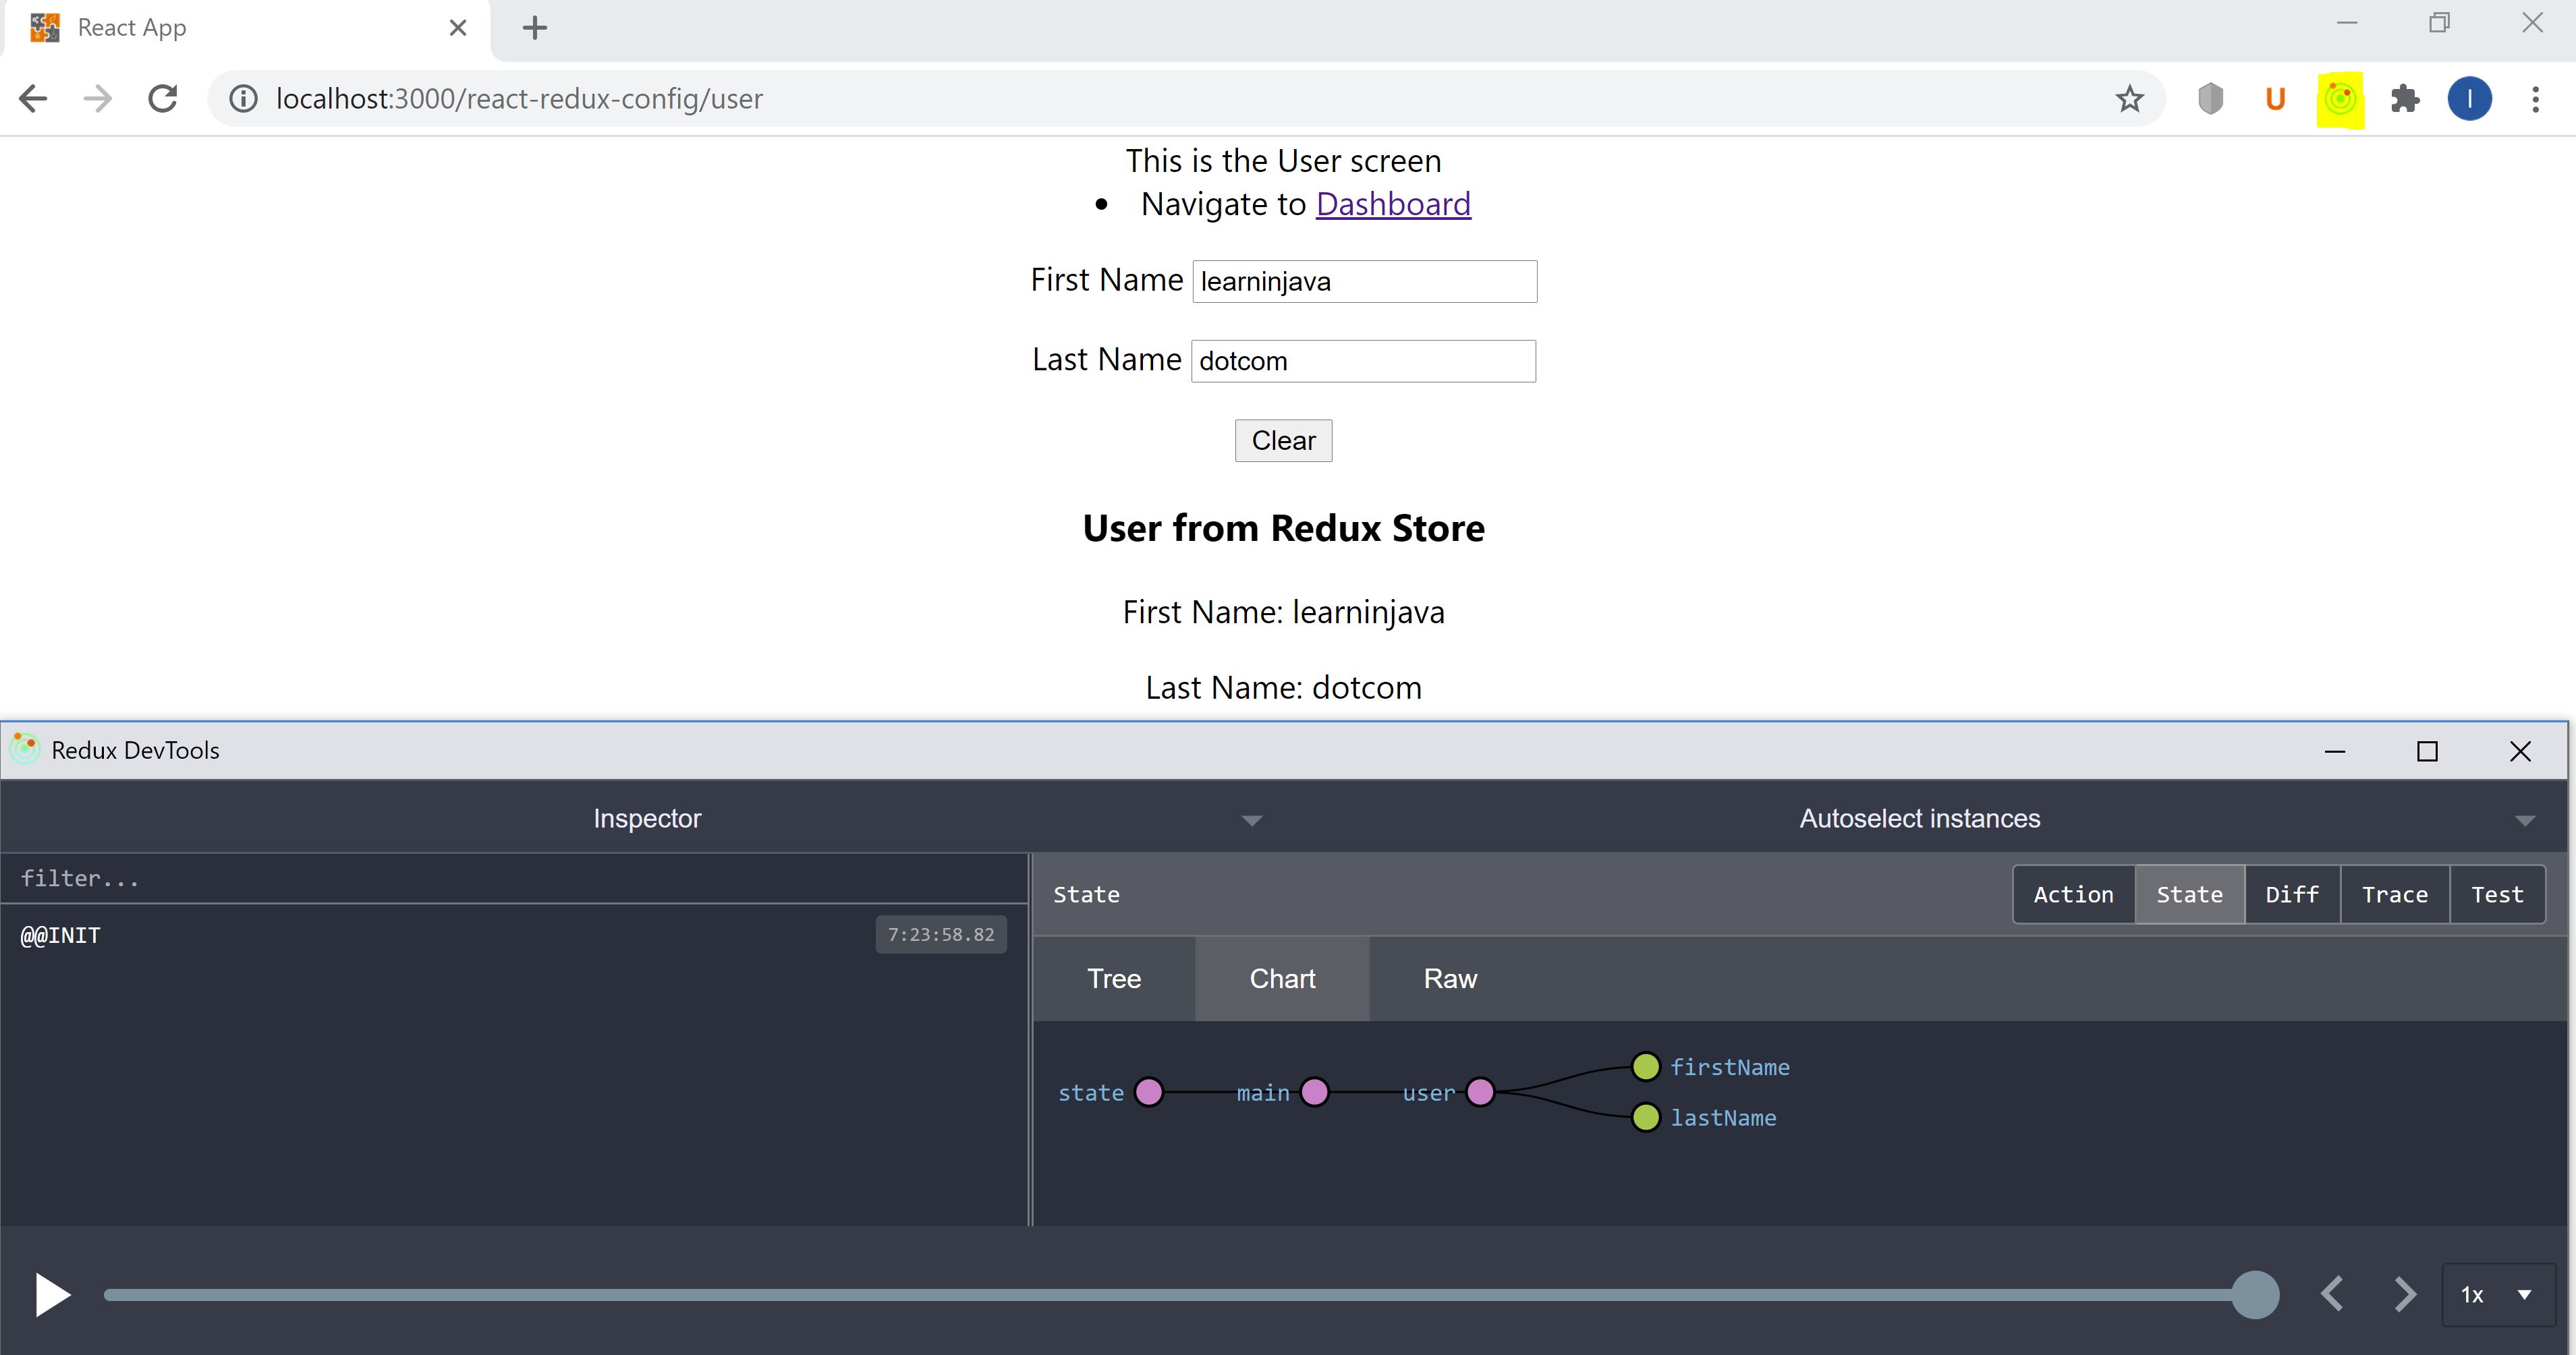 React App
localhost:3000/react-redux-config/user
U
I
This is the User screen
• Navigate to Dashboard
First Name learninjava
Last Name dotcom
Clear
User from Redux Store
First Name: learninjava
Last Name: dotcom
Redux DevTools
Inspector
Autoselect instances
filter...
@@INIT 7:23:58.82
State
Action State Diff Trace Test
Tree Chart Raw
state main user
firstName
lastName
1x